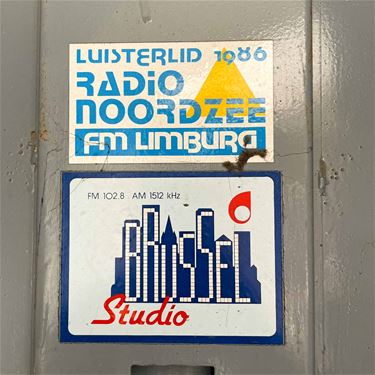 LUISTERLID 1986
RADIO
NOORDZEE
FM LIMBURG
FM 102.8 AM 1512 kHz
BRUSSEL
Studio